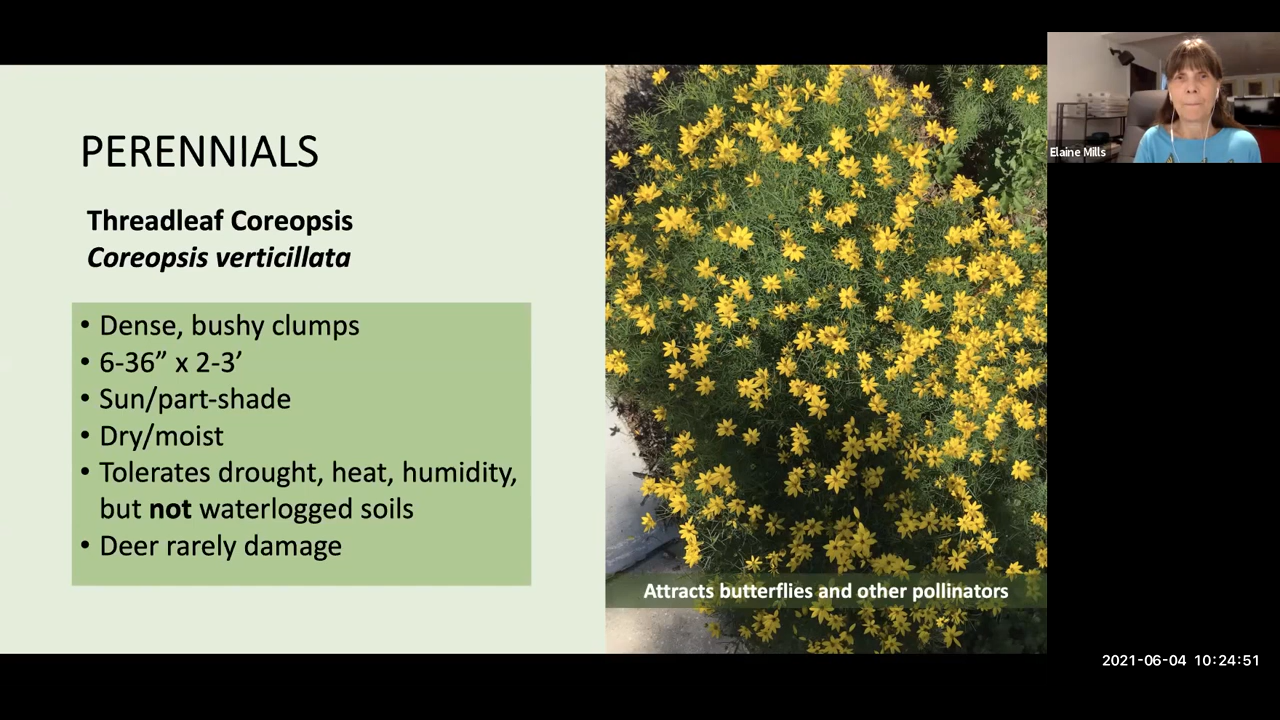 PERENNIALS
Threadleaf Coreopsis
Coreopsis verticillata
• Dense, bushy clumps
• 6-36” x 2-3’
• Sun/part-shade
• Dry/moist
• Tolerates drought, heat, humidity,
but not waterlogged soils
• Deer rarely damage
Attracts butterflies and other pollinators
Elaine Mills
2021-06-04 10:24:51